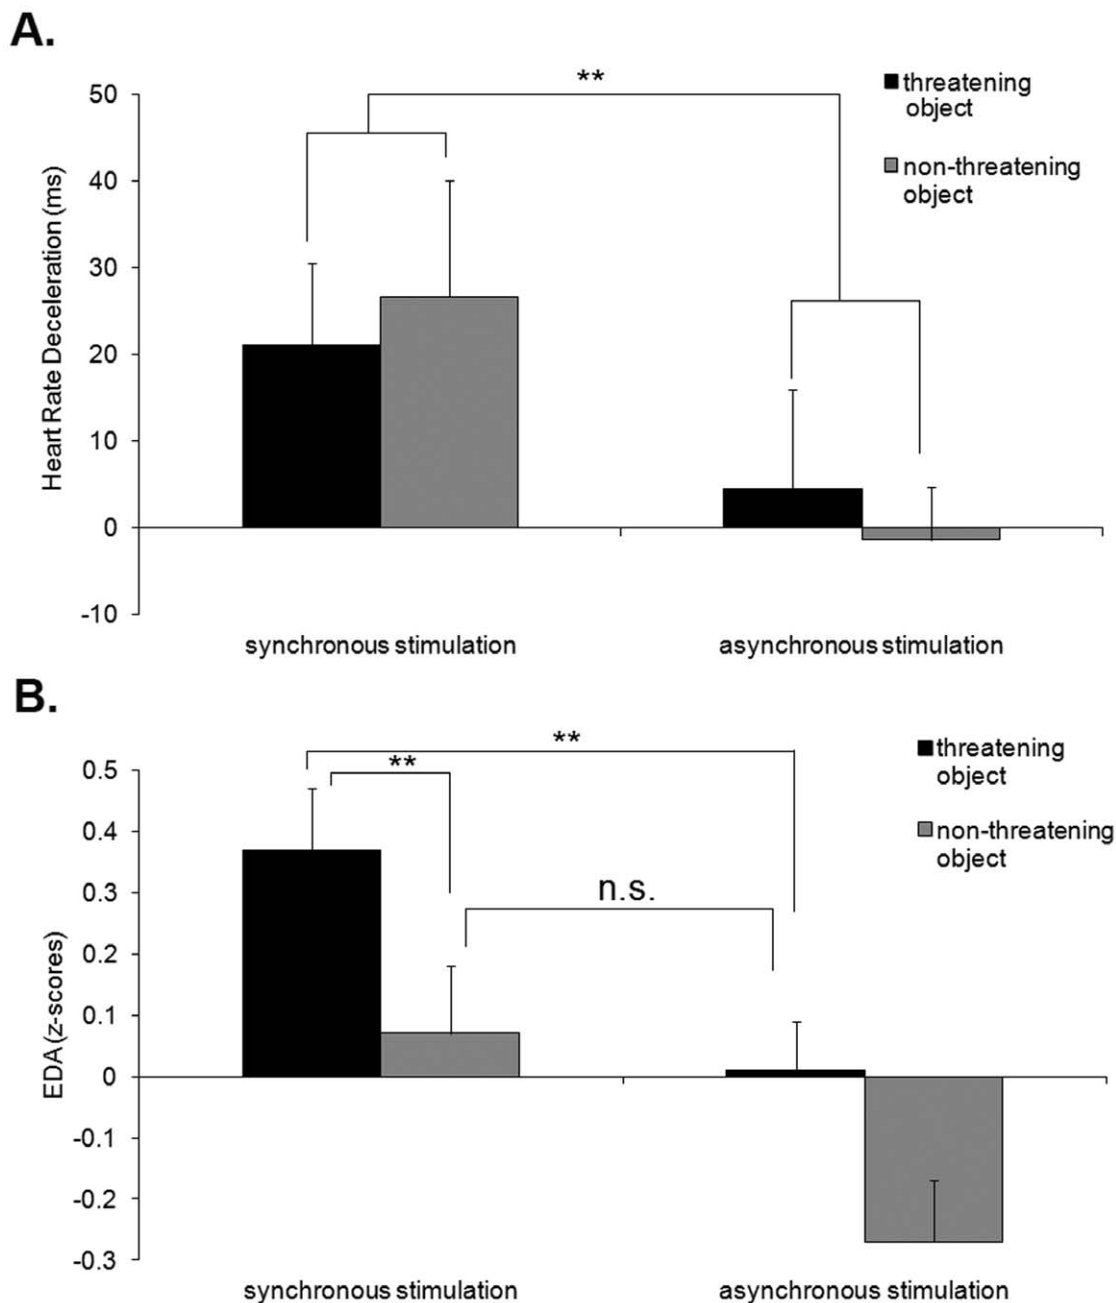 A.
**
threatening
object
non-threatening
object
Heart Rate Deceleration (ms)
50
40
30
20
10
0
-10
synchronous stimulation
asynchronous stimulation
B.
**
**
n.s.
threatening
object
non-threatening
object
EDA (z-scores)
0.5
0.4
0.3
0.2
0.1
0
-0.1
-0.2
-0.3
synchronous stimulation
asynchronous stimulation